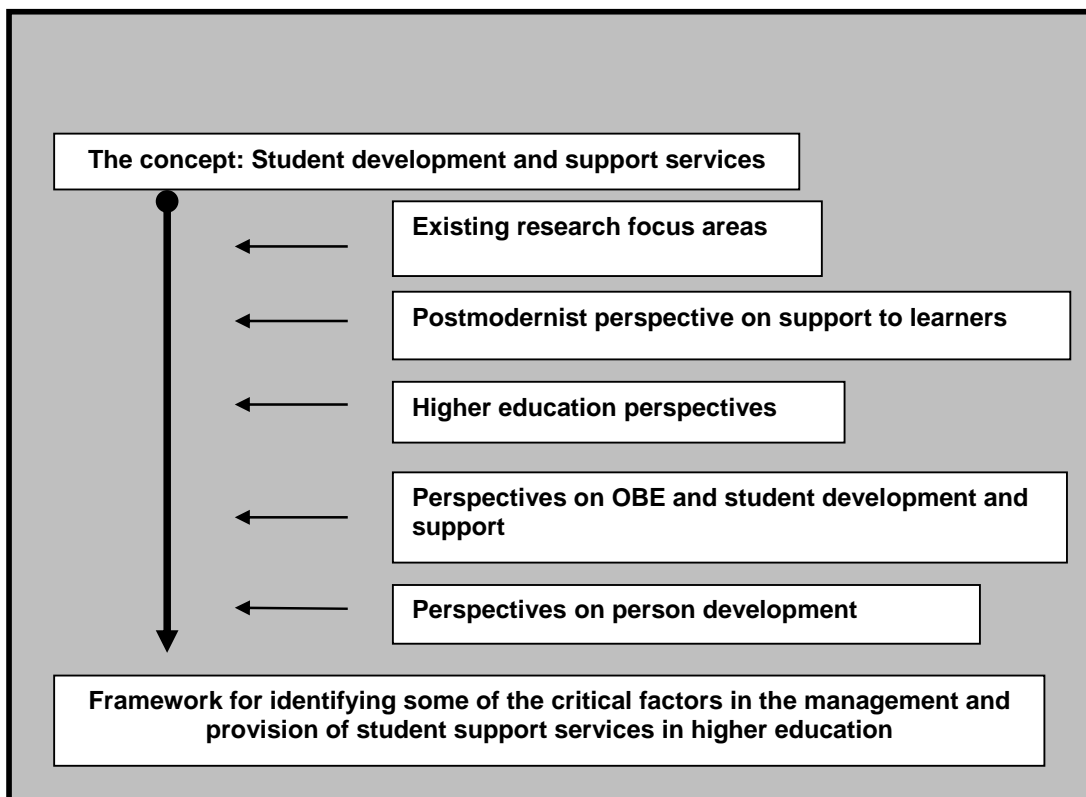 The concept: Student development and support services
Existing research focus areas
Postmodernist perspective on support to learners
Higher education perspectives
Perspectives on OBE and student development and
support
Perspectives on person development
Framework for identifying some of the critical factors in the management and
provision of student support services in higher education